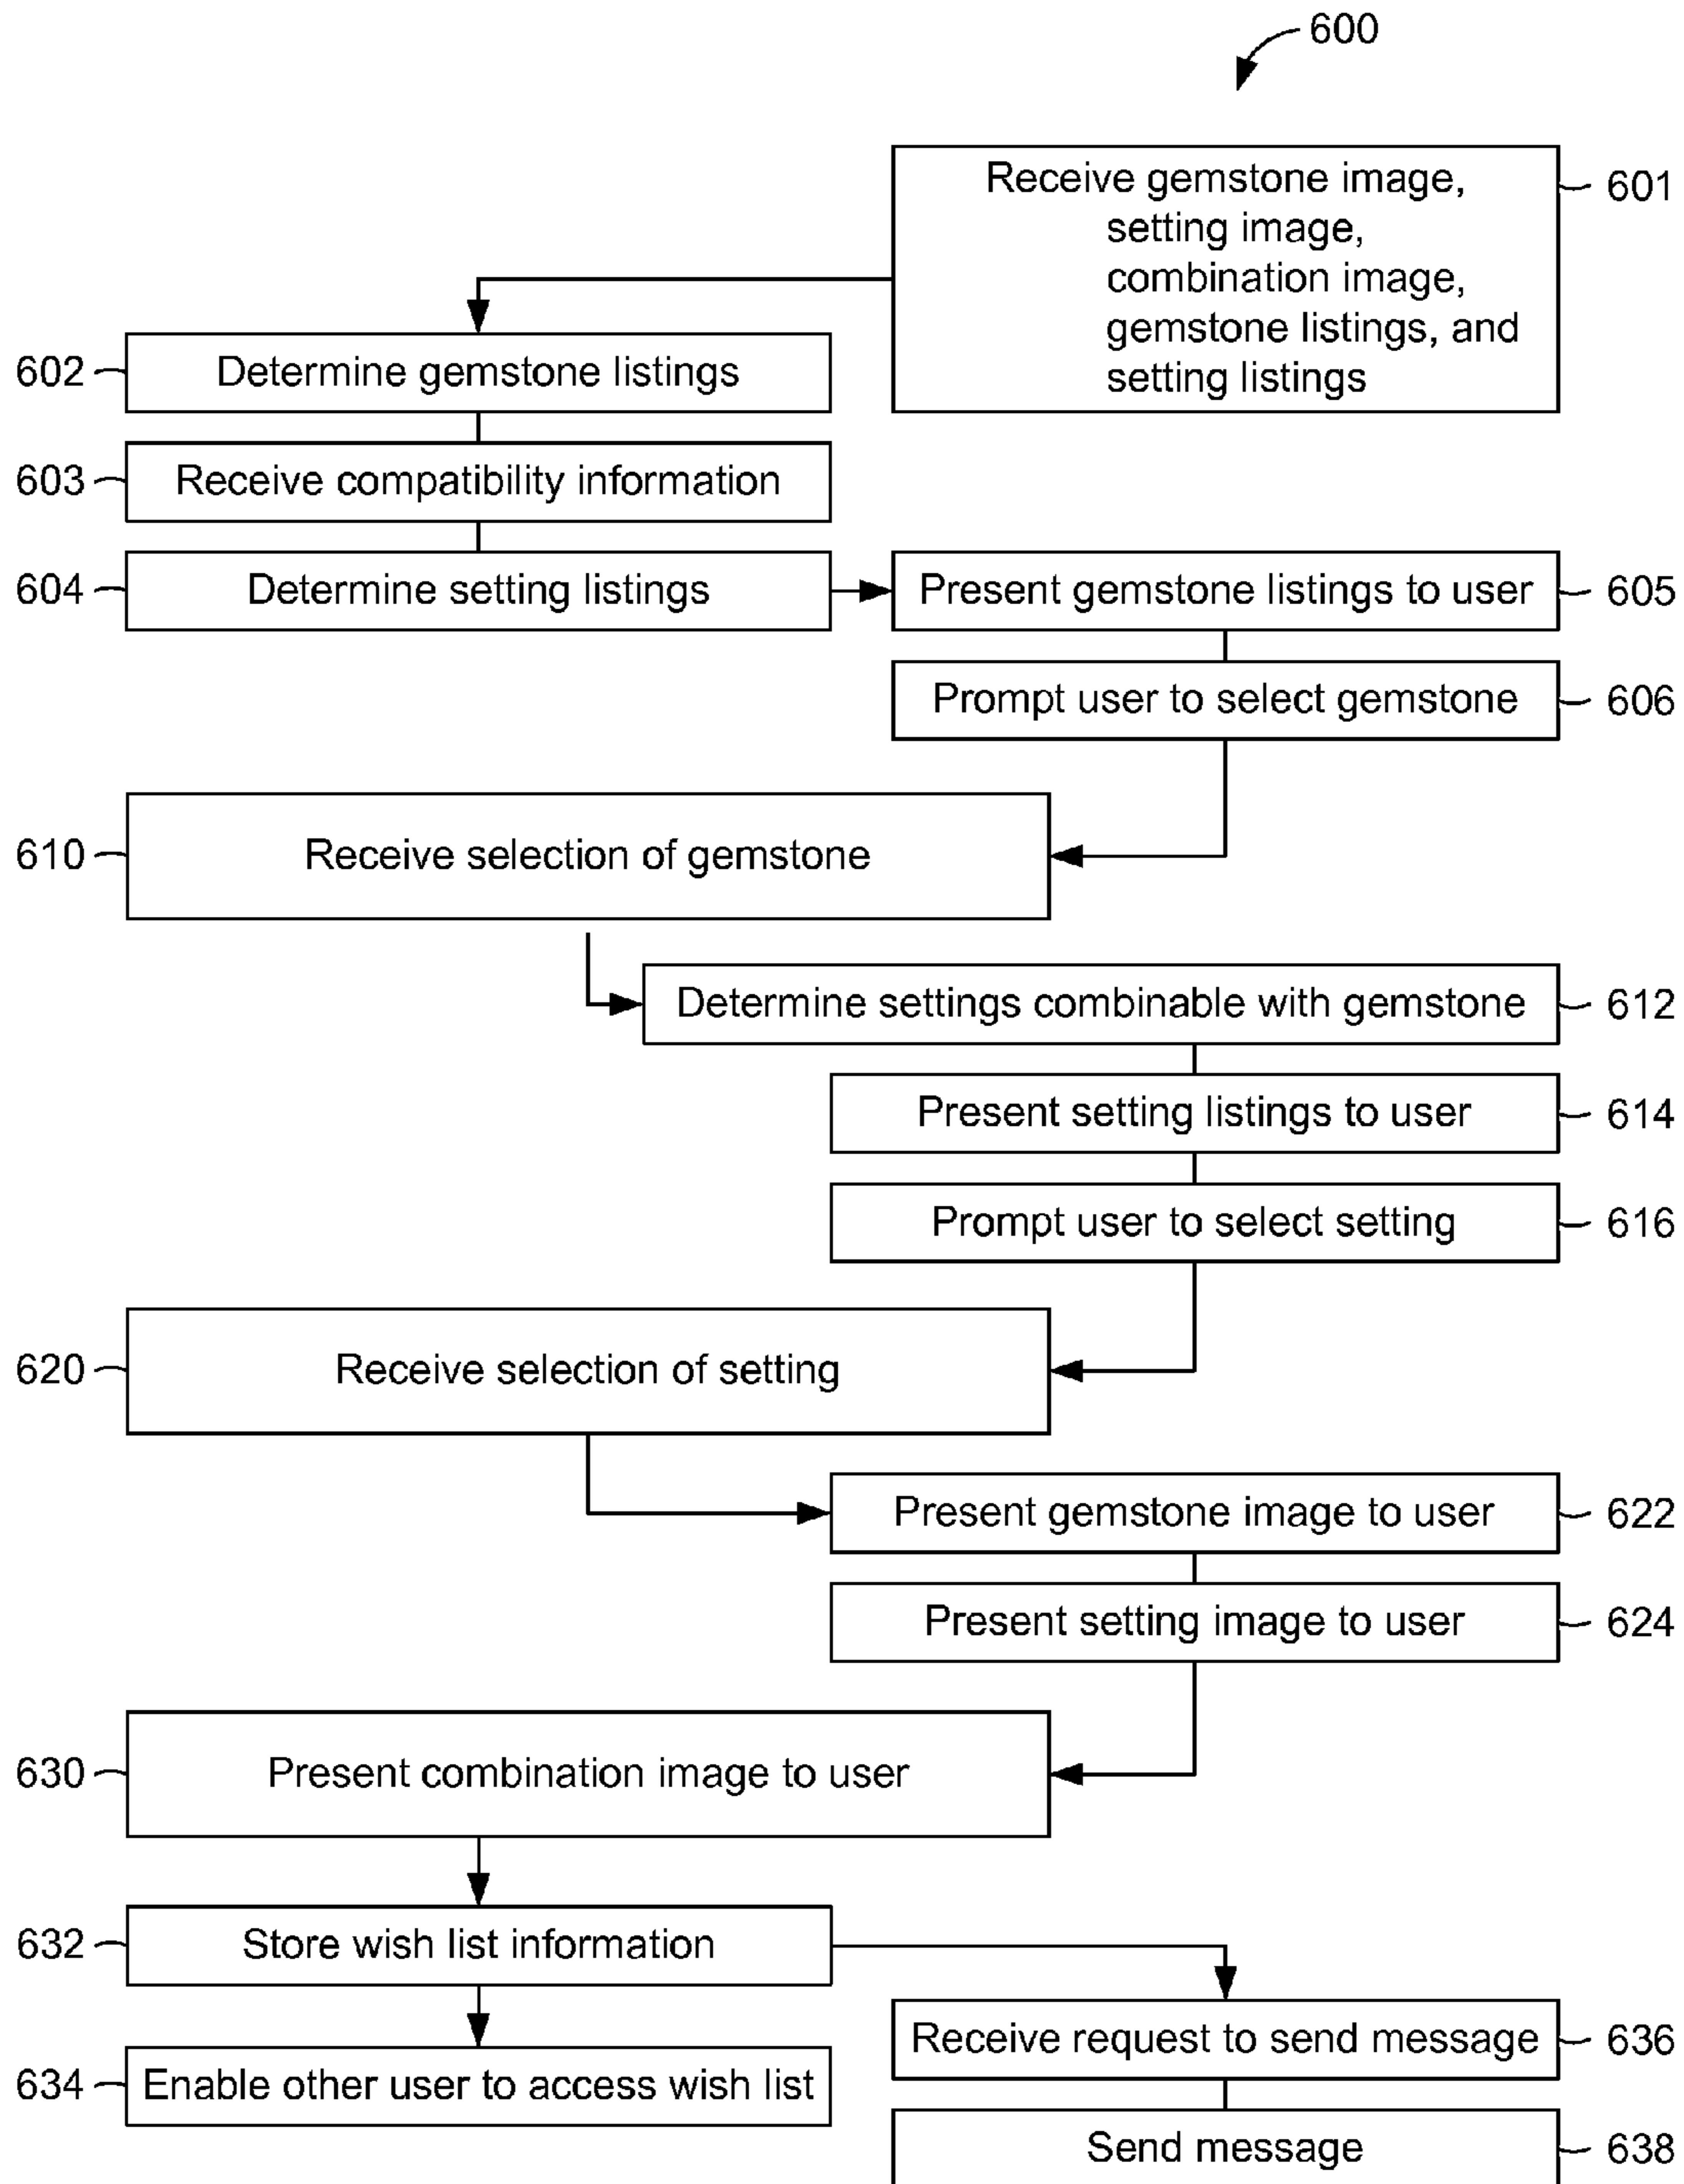 600
Receive gemstone image,
setting image,
combination image,
gemstone listings, and
setting listings
601
602
Determine gemstone listings
603
Receive compatibility information
604
Determine setting listings
Present gemstone listings to user
605
Prompt user to select gemstone
606
610
Receive selection of gemstone
Determine settings combinable with gemstone
612
Present setting listings to user
614
Prompt user to select setting
616
620
Receive selection of setting
Present gemstone image to user
622
Present setting image to user
624
630
Present combination image to user
632
Store wish list information
Receive request to send message
636
634
Enable other user to access wish list
Send message
638